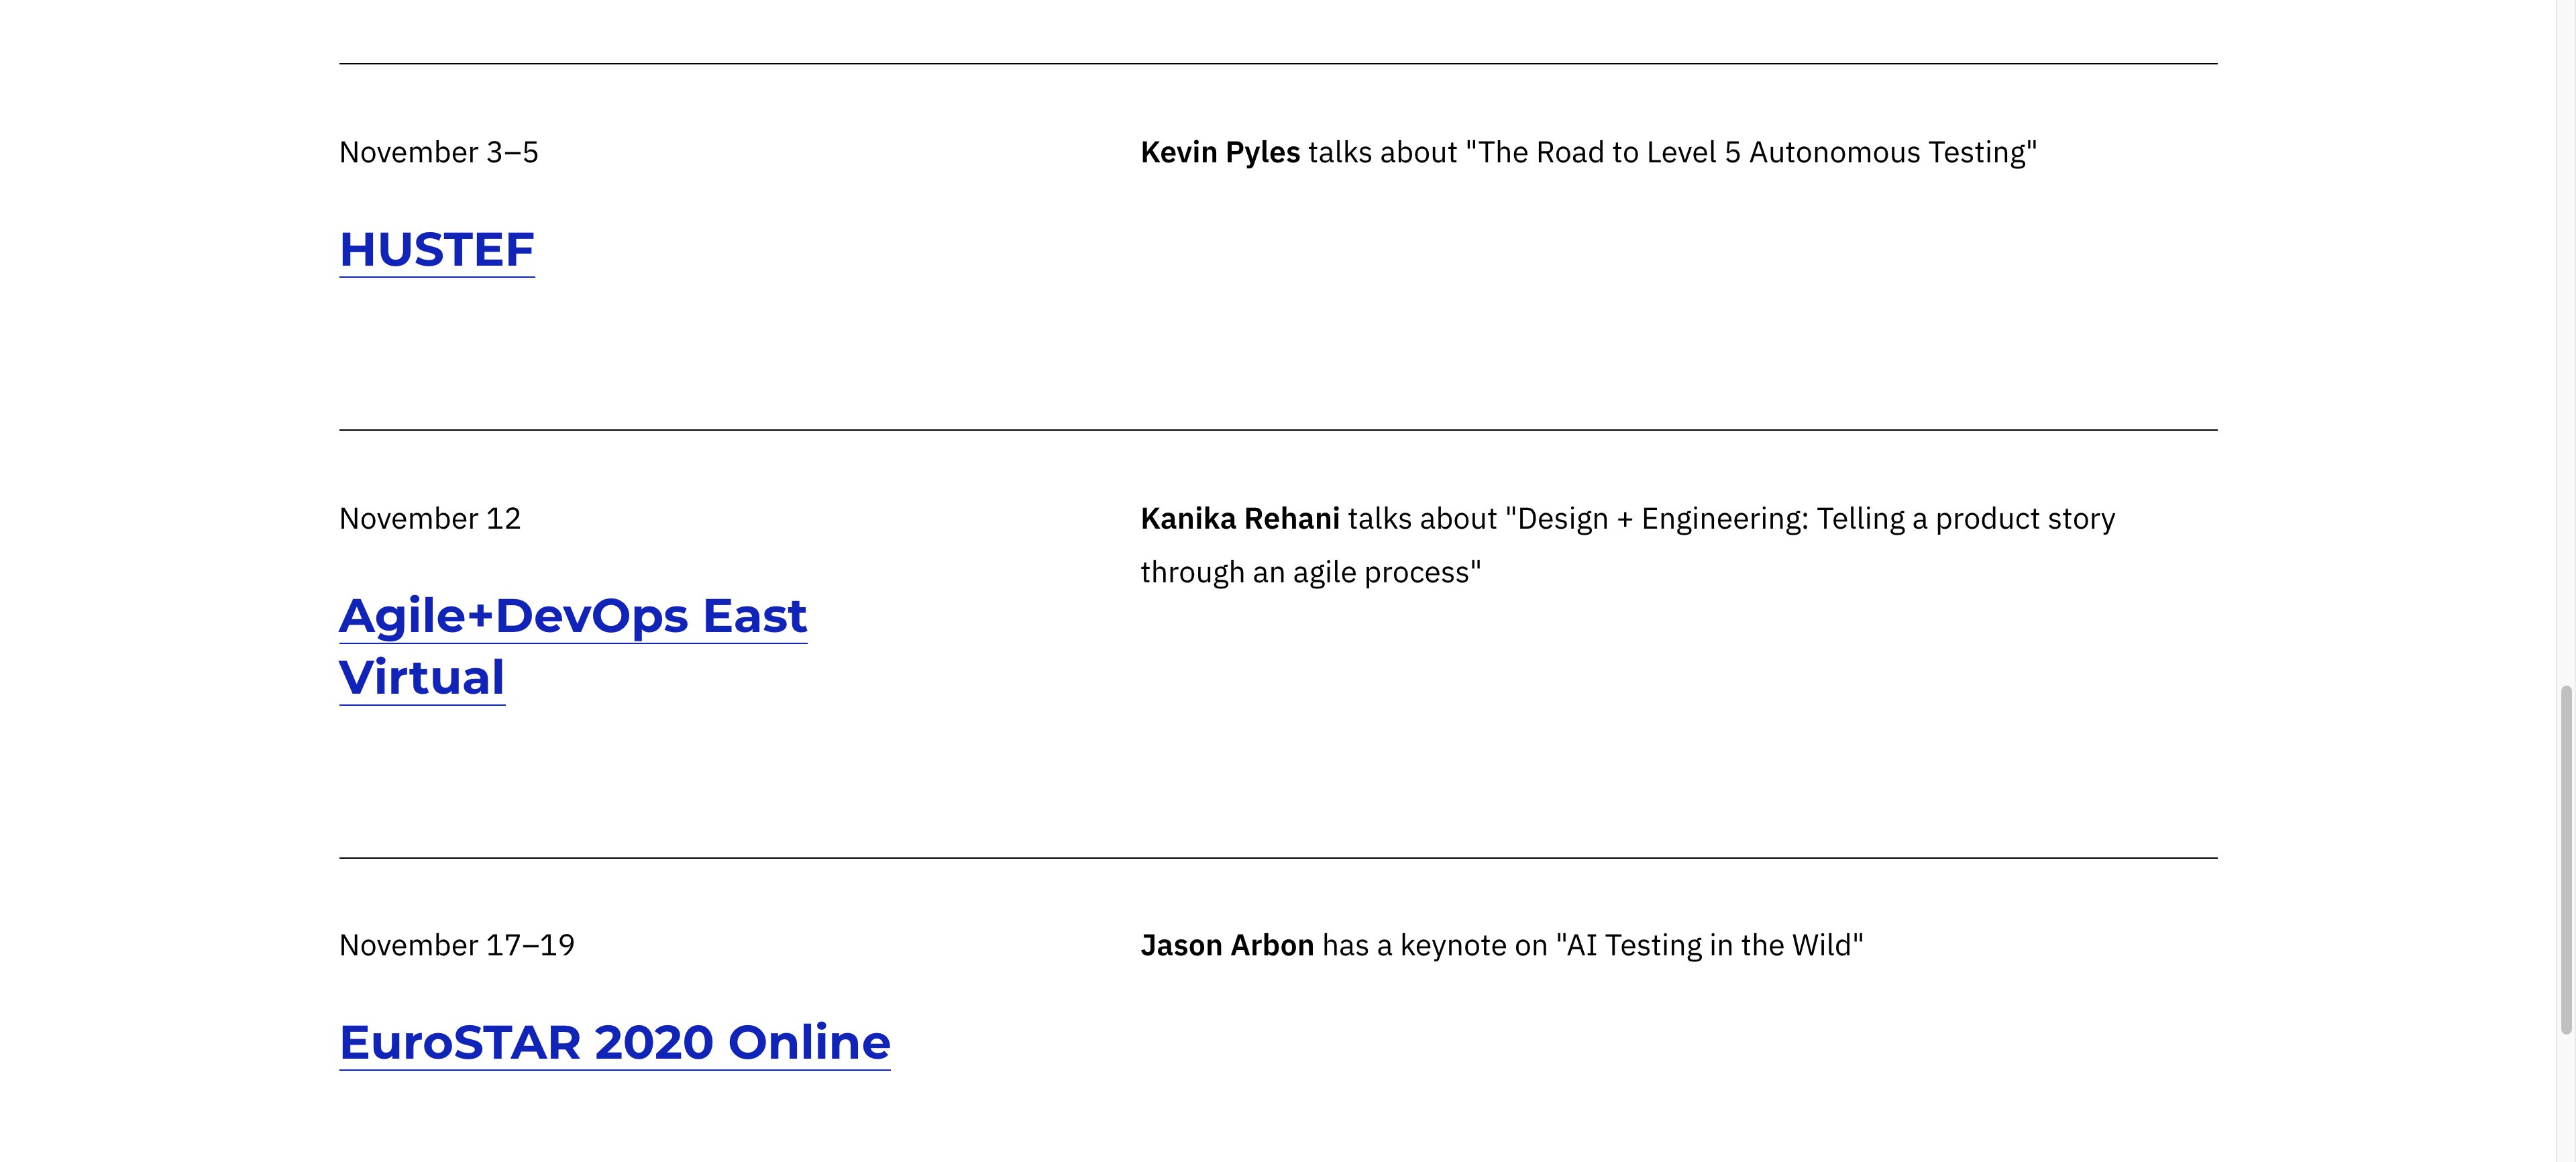 November 3–5
Kevin Pyles talks about "The Road to Level 5 Autonomous Testing"
HUSTEF
November 12
Kanika Rehani talks about "Design + Engineering: Telling a product story
through an agile process"
Agile+DevOps East
Virtual
November 17–19
Jason Arbon has a keynote on "AI Testing in the Wild"
EuroSTAR 2020 Online